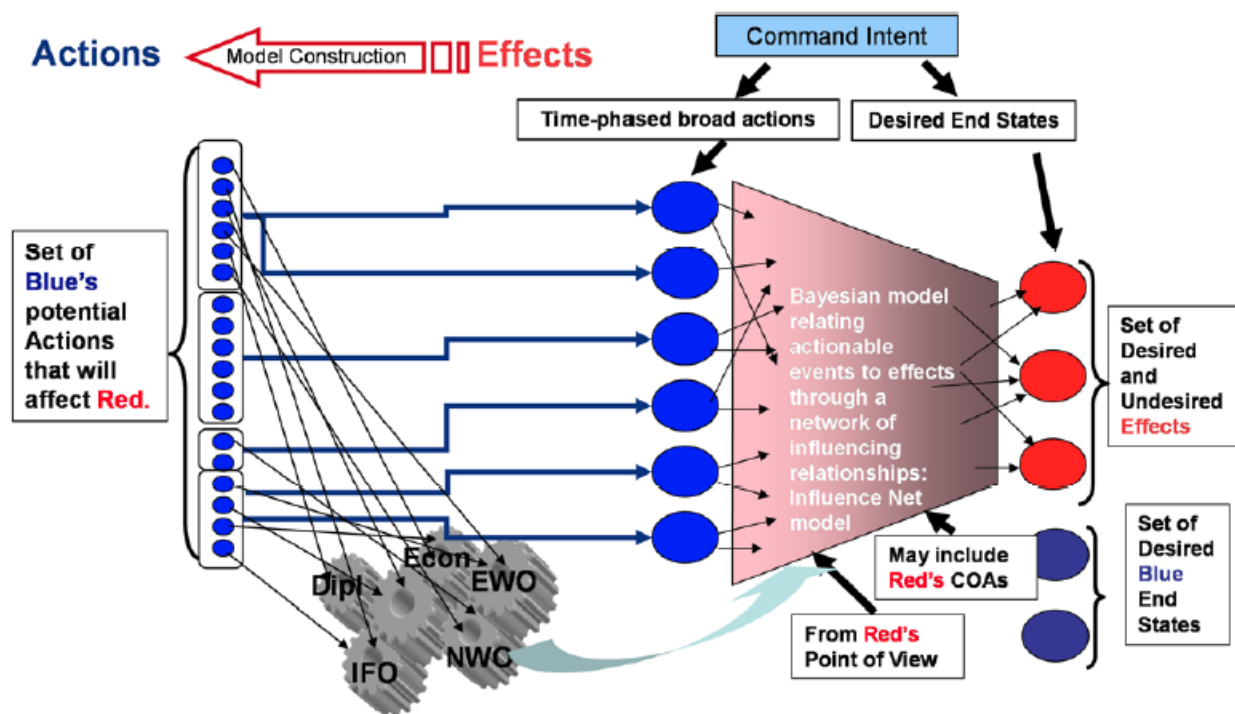 Command Intent
Actions
Model Construction
Effects
Time-phased broad actions
Desired End States
Set of
Blue's
potential
Actions
that will
affect Red.
Bayesian model
relating
actionable
events to effects
through a
network of
influencing
relationships:
Influence Net
model
Set of
Desired
and
Undesired
Effects
Set of
Desired
Blue
End
States
May include
Red's COAs
From Red's
Point of View
Econ
Dipl
EWO
IFO
NWO